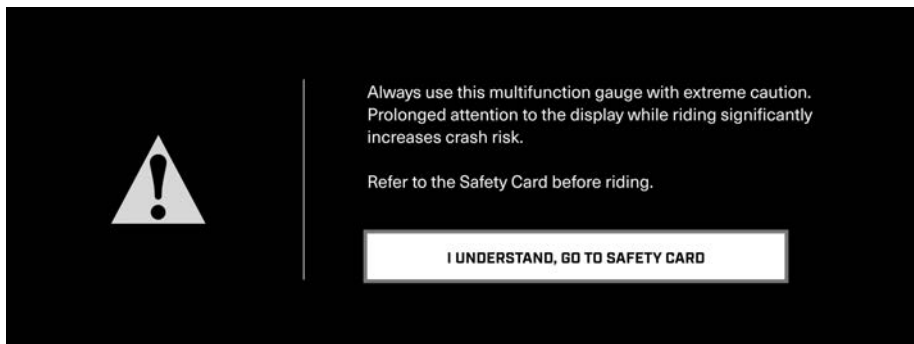 Always use this multifunction gauge with extreme caution.
Prolonged attention to the display while riding significantly
increases crash risk.
Refer to the Safety Card before riding.
I UNDERSTAND, GO TO SAFETY CARD